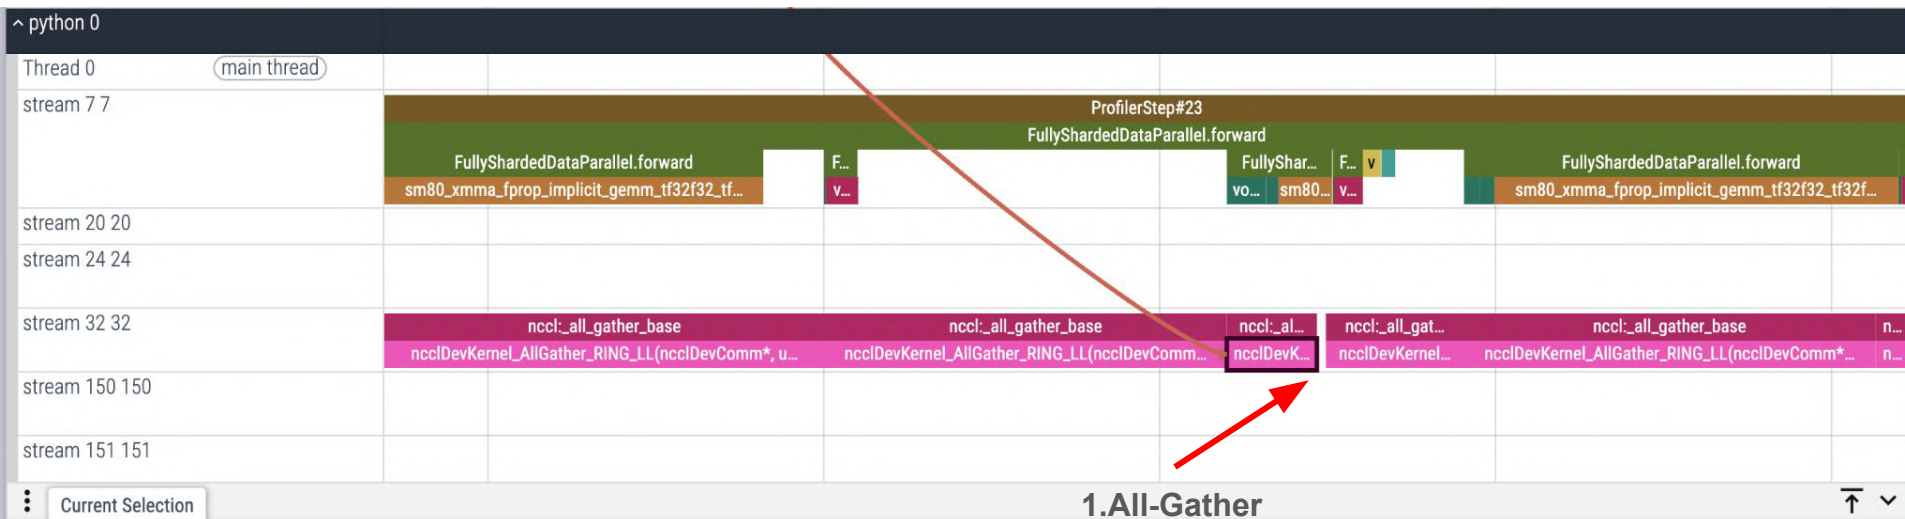 python 0
Thread 0 main thread
stream 7 7
ProfilerStep#23
FullyShardedDataParallel.forward
FullyShardedDataParallel.forward F... FullyShar... F... v FullyShardedDataParallel.forward
sm80_xmma_fprop_implicit_gemm_tf32f32_tf... v... vo... sm80... v... sm80_xmma_fprop_implicit_gemm_tf32f32_tf32f...
stream 20 20
stream 24 24
stream 32 32
nccl:_all_gather_base nccl:_all_gather_base nccl:_al... nccl:_all_gat... nccl:_all_gather_base n...
ncclDevKernel_AllGather_RING_LL(ncclDevComm*, u... ncclDevKernel_AllGather_RING_LL(ncclDevComm... ncclDevK... ncclDevKernel... ncclDevKernel_AllGather_RING_LL(ncclDevComm*... n...
stream 150 150
stream 151 151
Current Selection
1.All-Gather